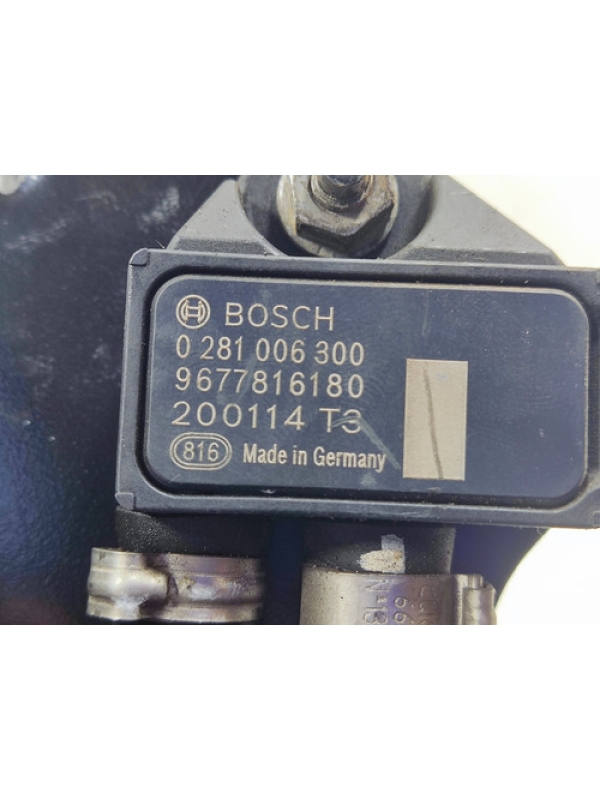 BOSCH
0 281 006 300
9677816180
200114 T3
816 Made in Germany